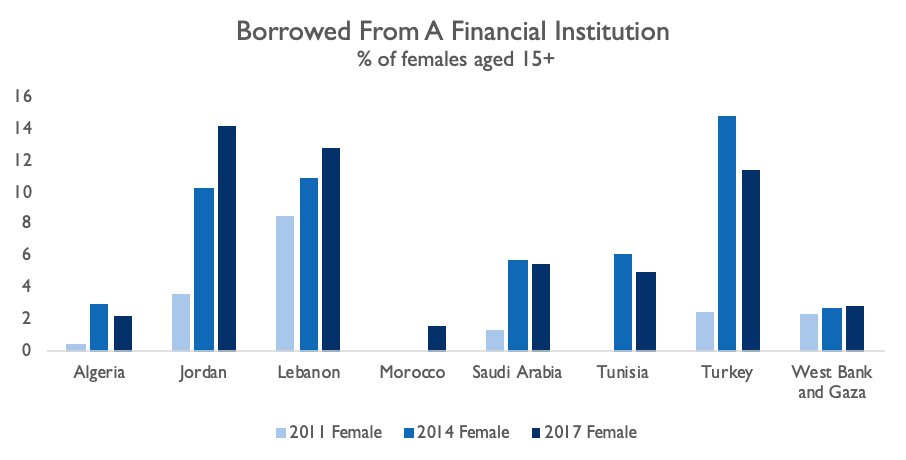 Borrowed From A Financial Institution
% of females aged 15+
16
14
12
10
8
6
4
2
0
Algeria
Jordan
Lebanon
Morocco
Saudi Arabia
Tunisia
Turkey
West Bank
and Gaza
2011 Female
2014 Female
2017 Female